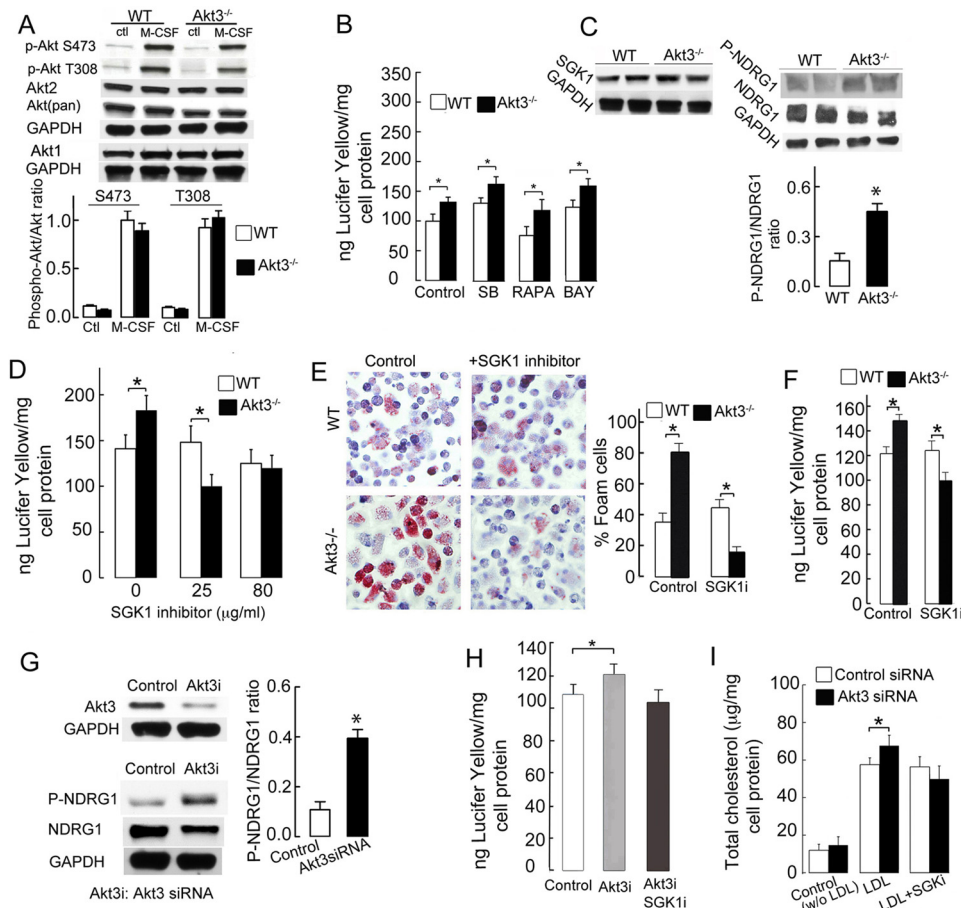 A
WT Akt3-/-
ctl M-CSF ctl M-CSF
p-Akt S473
p-Akt T308
Akt2
Akt(pan)
GAPDH
Akt1
GAPDH
Phospho-Akt/Akt ratio
S473 T308
1.0
0.5
0.0
WT
Akt3-/-
Ctl M-CSF Ctl M-CSF
B
ng Lucifer Yellow/mg
cell protein
350
300
250
200
150
100
50
0
WT Akt3-/-
* * * *
Control SB RAPA BAY
C
WT Akt3-/-
SGK1
GAPDH
WT Akt3-/-
P-NDRG1
NDRG1
GAPDH
P-NDRG1/NDRG1
ratio
0.6
0.3
0.0
*
WT Akt3-/-
D
ng Lucifer Yellow/mg
cell protein
200
150
100
50
0
WT
Akt3-/-
* *
0 25 80
SGK1 inhibitor (µg/ml)
E
Control +SGK1 inhibitor
WT
Akt3-/-
WT Akt3-/-
% Foam cells
100
80
60
40
20
0
* *
Control SGK1i
F
WT Akt3-/-
ng Lucifer Yellow/mg
cell protein
160
140
120
100
120
60
40
20
0
* *
Control SGK1i
G
Control Akt3i
Akt3
GAPDH
Control Akt3i
P-NDRG1
NDRG1
GAPDH
Akt3i: Akt3 siRNA
P-NDRG1/NDRG1 ratio
0.6
0.4
0.2
0.0
*
Control
Akt3siRNA
H
ng Lucifer Yellow/mg
cell protein
140
120
100
80
60
40
20
0
*
Control Akt3i Akt3i
SGK1i
I
Control siRNA
Akt3 siRNA
Total cholesterol (µg/mg
cell protein)
100
80
60
40
20
0
*
Control
(w/o LDL)
LDL
LDL+SGKi